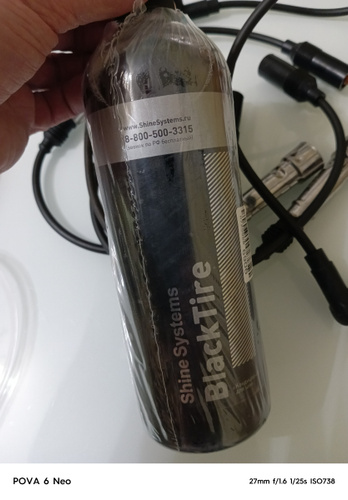 www.ShineSystems.ru
8-800-500-3315
Shine Systems
BlackTire
POVA 6 Neo
27mm f/1.6 1/25s ISO738